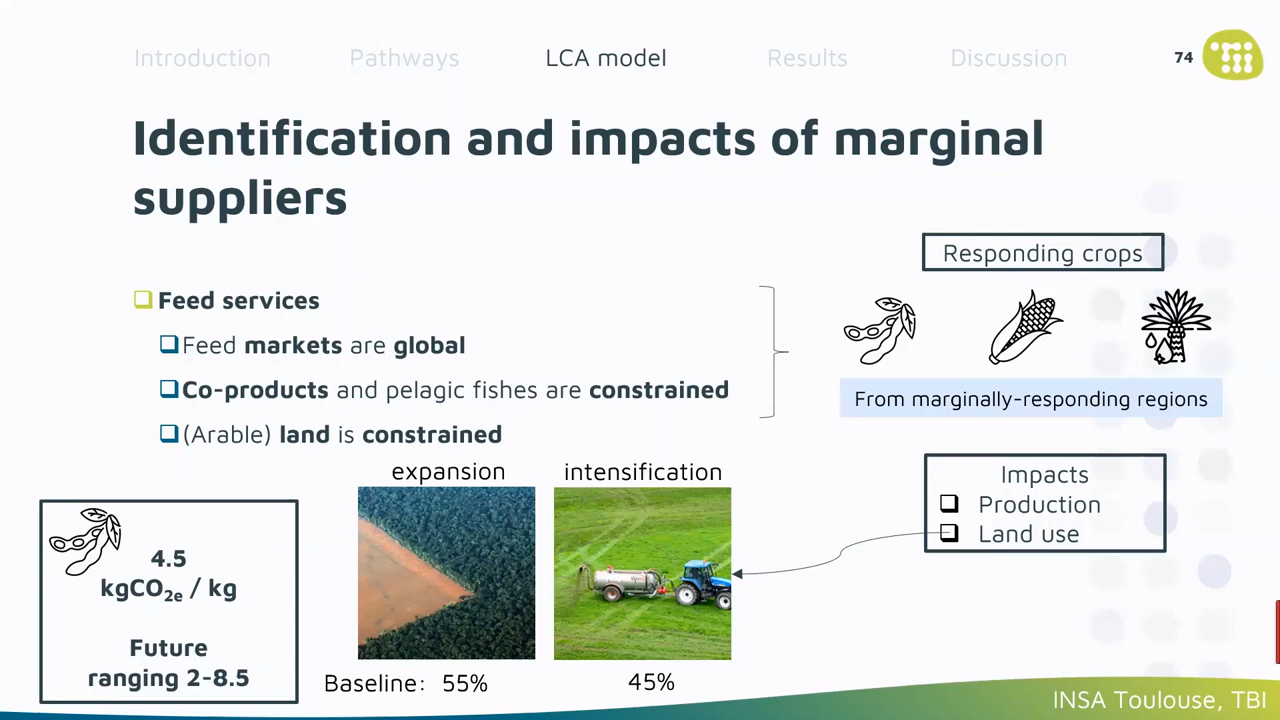 Introduction Pathways LCA model Results Discussion 74
Identification and impacts of marginal
suppliers
Responding crops
Feed services
Feed markets are global
Co-products and pelagic fishes are constrained
(Arable) land is constrained
From marginally-responding regions
expansion intensification
Impacts
Production
Land use
4.5
kgCO2e / kg
Future
ranging 2-8.5
Baseline: 55% 45%
INSA Toulouse, TBI